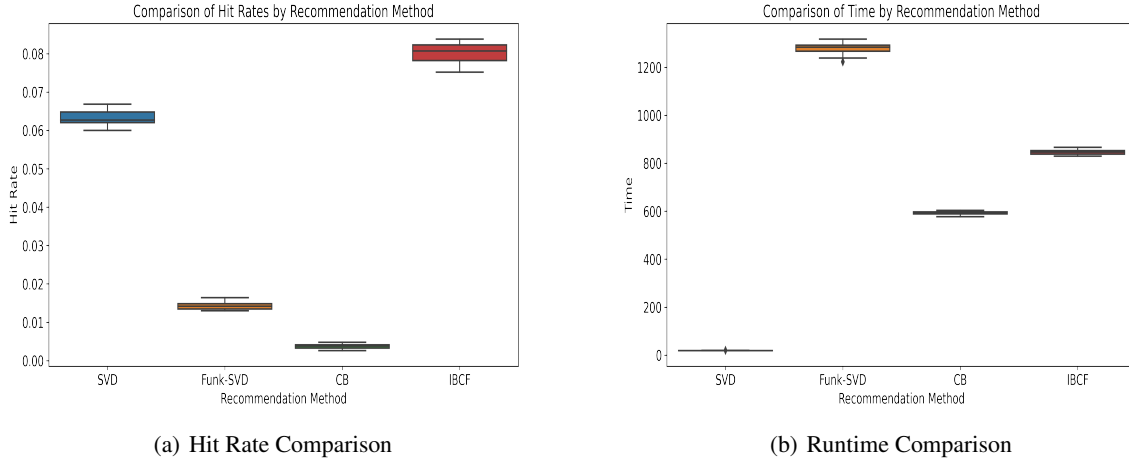 Comparison of Hit Rates by Recommendation Method
0.08
0.07
0.06
0.05
0.04
0.03
0.02
0.01
0.00
Hit Rate
SVD Funk-SVD CB IBCF
Recommendation Method
(a) Hit Rate Comparison
Comparison of Time by Recommendation Method
1200
1000
800
600
400
200
0
Time
SVD Funk-SVD CB IBCF
Recommendation Method
(b) Runtime Comparison